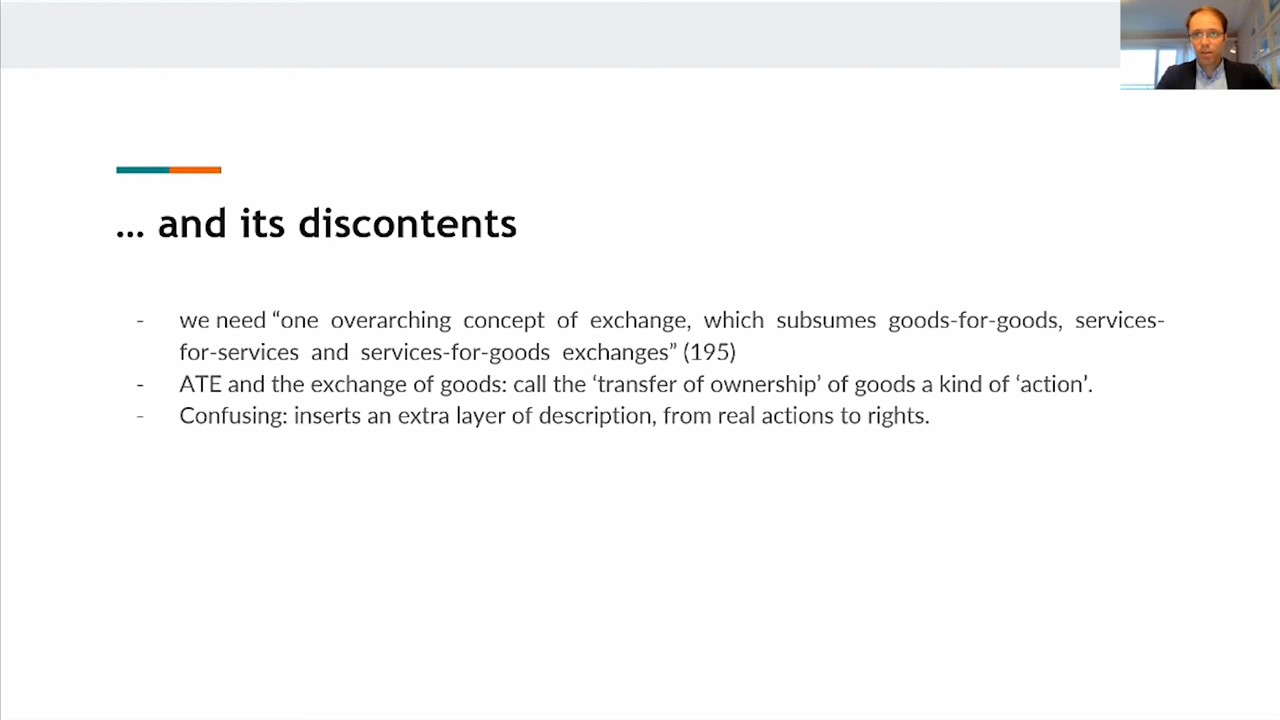 … and its discontents
- we need “one overarching concept of exchange, which subsumes goods-for-goods, services-
for-services and services-for-goods exchanges” (195)
- ATE and the exchange of goods: call the ‘transfer of ownership’ of goods a kind of ‘action’.
- Confusing: inserts an extra layer of description, from real actions to rights.